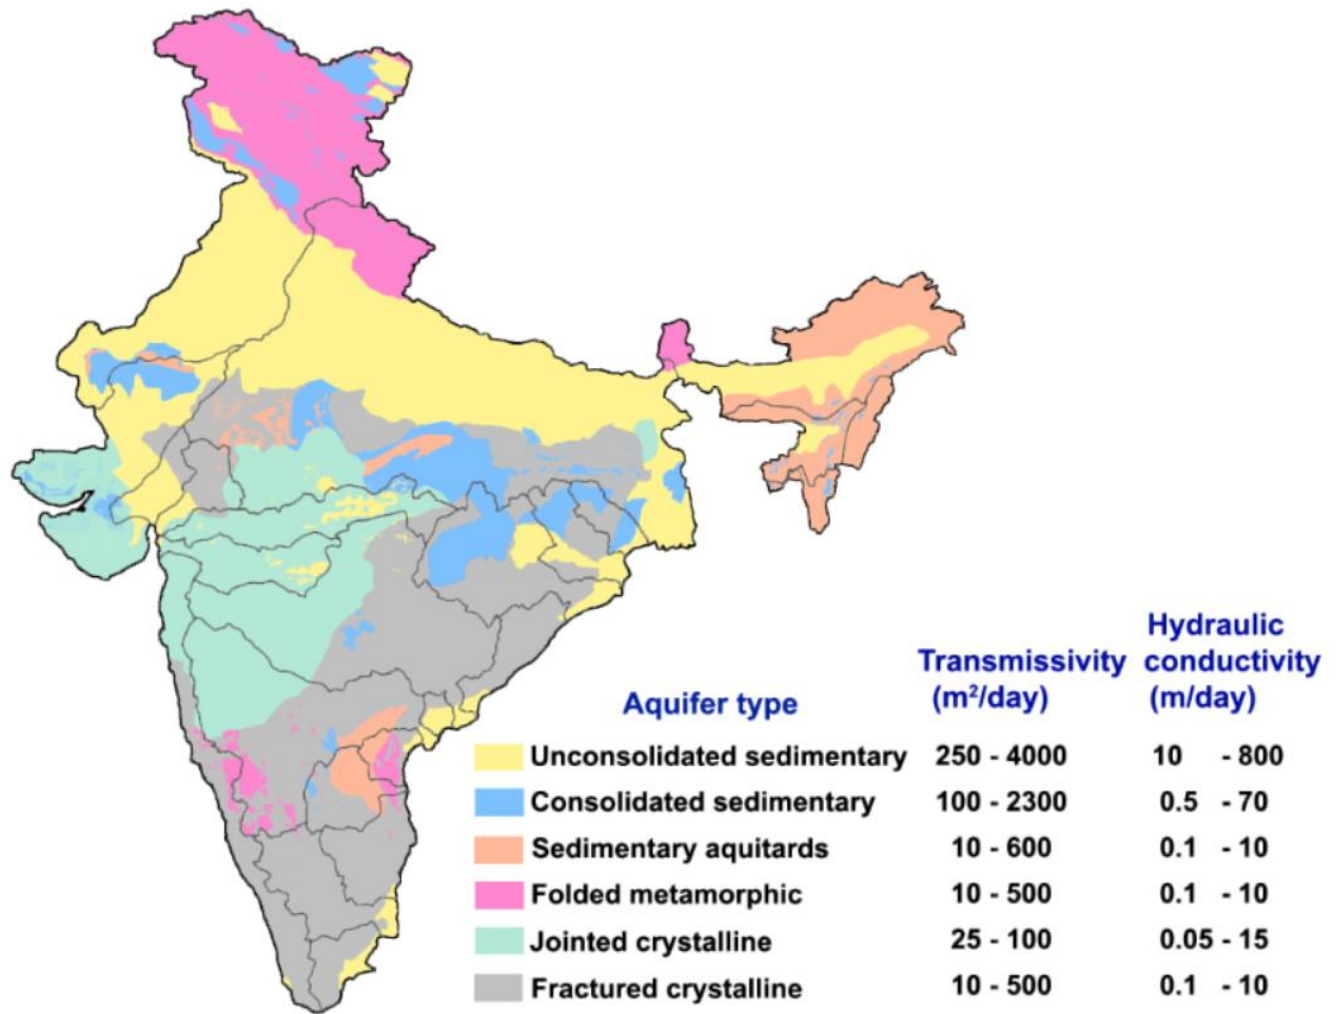 Hydraulic
Transmissivity conductivity
(m²/day) (m/day)
Aquifer type
Unconsolidated sedimentary 250 - 4000 10 - 800
Consolidated sedimentary 100 - 2300 0.5 - 70
Sedimentary aquitards 10 - 600 0.1 - 10
Folded metamorphic 10 - 500 0.1 - 10
Jointed crystalline 25 - 100 0.05 - 15
Fractured crystalline 10 - 500 0.1 - 10